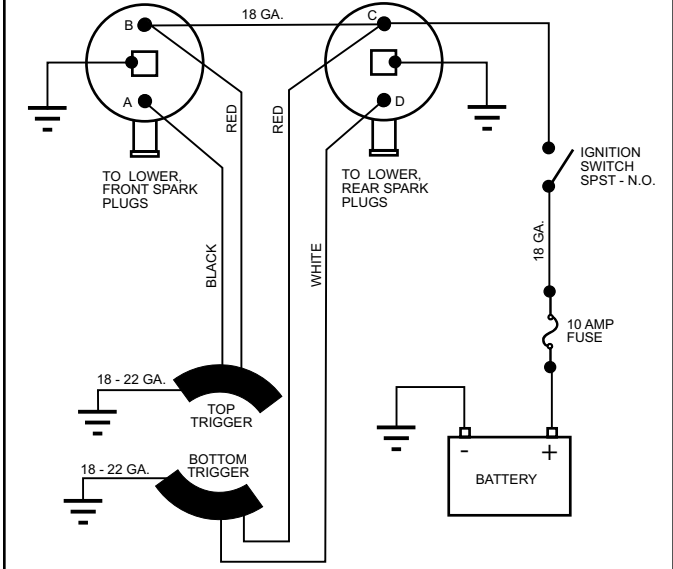 18 GA.
B
C
A
D
RED
RED
TO LOWER,
FRONT SPARK
PLUGS
TO LOWER,
REAR SPARK
PLUGS
IGNITION
SWITCH
SPST - N.O.
18 GA.
BLACK
WHITE
10 AMP
FUSE
18 - 22 GA.
TOP
TRIGGER
BOTTOM
TRIGGER
18 - 22 GA.
- +
BATTERY